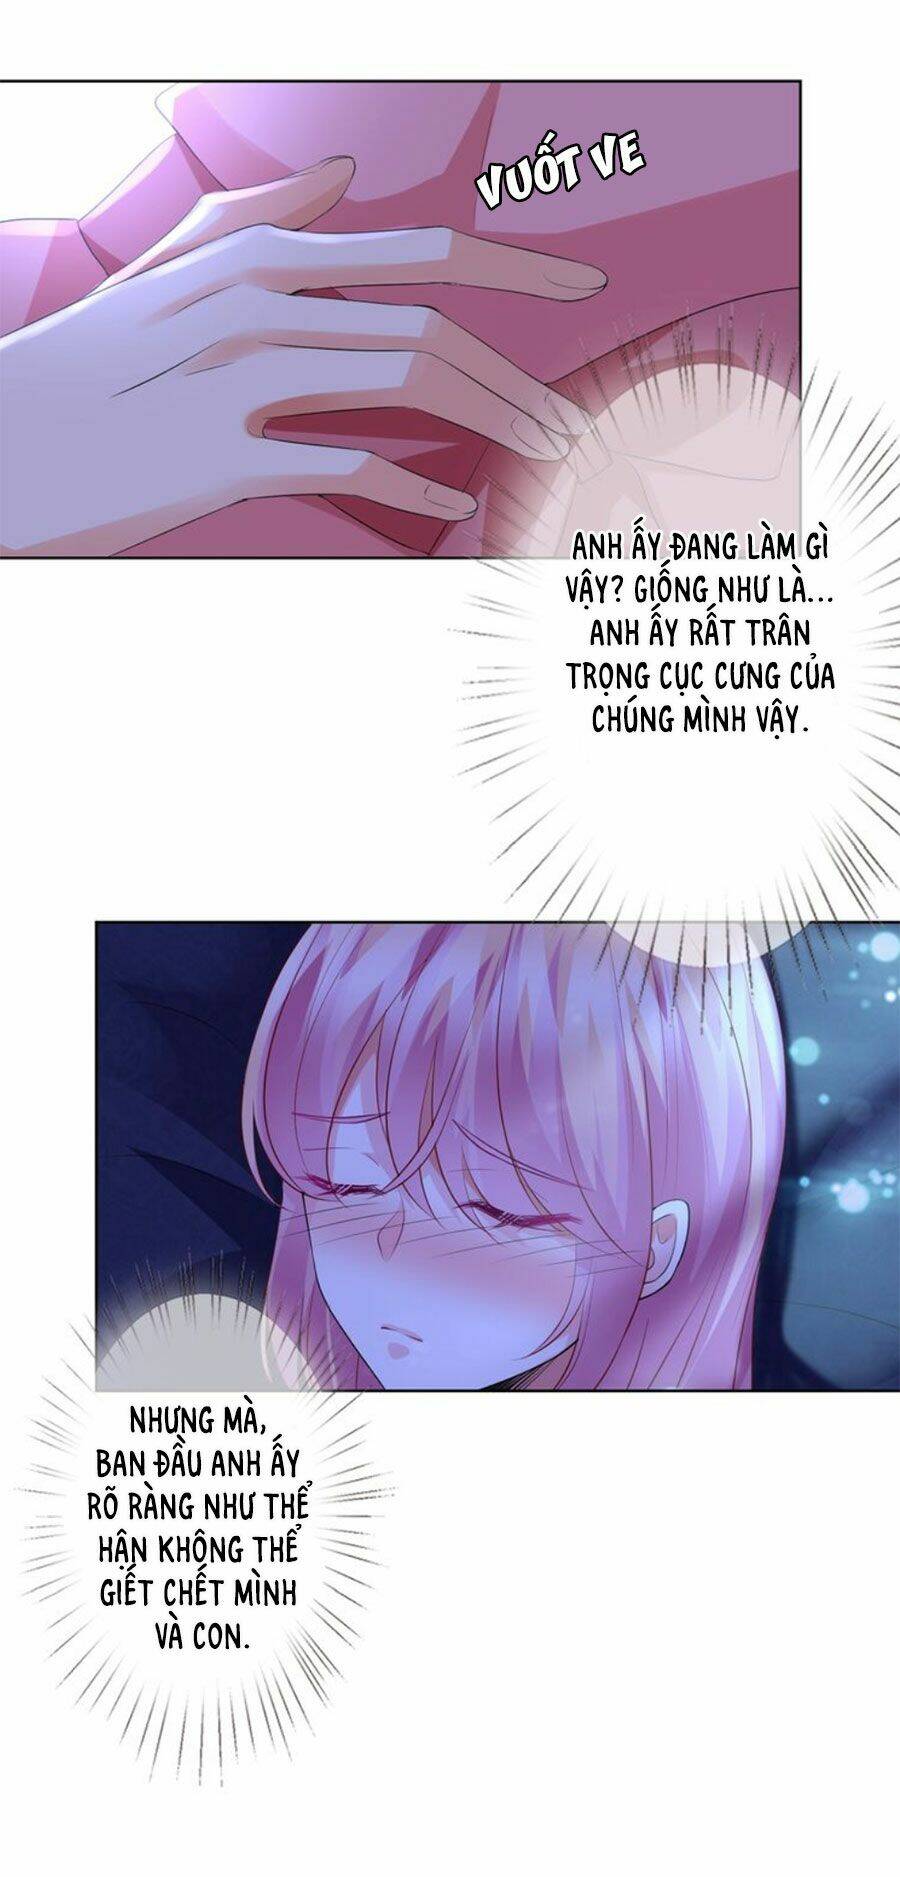 VUỐT VE
ANH ẤY ĐANG LÀM GÌ
VẬY? GIỐNG NHƯ LÀ...
ANH ẤY RẤT TRÂN
TRỌNG CỤC CƯNG CỦA
CHÚNG MÌNH VẬY.
NHƯNG MÀ,
BAN ĐẦU ANH ẤY
RÕ RÀNG NHƯ THỂ
HẬN KHÔNG THỂ
GIẾT CHẾT MÌNH
VÀ CON.